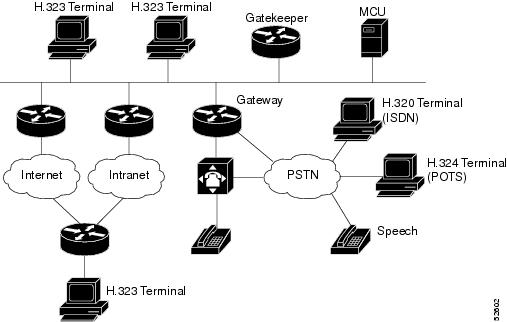 H.323 Terminal
H.323 Terminal
Gatekeeper
MCU
Gateway
H.320 Terminal
(ISDN)
Internet
Intranet
PSTN
H.324 Terminal
(POTS)
Speech
H.323 Terminal
52602